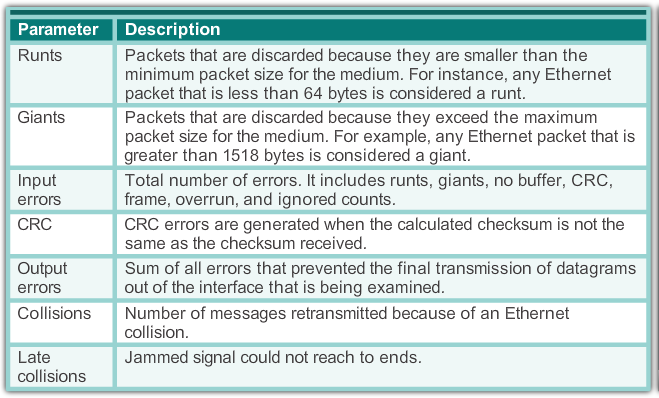 Parameter Description
Runts Packets that are discarded because they are smaller than the
minimum packet size for the medium. For instance, any Ethernet
packet that is less than 64 bytes is considered a runt.
Giants Packets that are discarded because they exceed the maximum
packet size for the medium. For example, any Ethernet packet that is
greater than 1518 bytes is considered a giant.
Input errors Total number of errors. It includes runts, giants, no buffer, CRC,
frame, overrun, and ignored counts.
CRC CRC errors are generated when the calculated checksum is not the
same as the checksum received.
Output errors Sum of all errors that prevented the final transmission of datagrams
out of the interface that is being examined.
Collisions Number of messages retransmitted because of an Ethernet
collision.
Late collisions Jammed signal could not reach to ends.